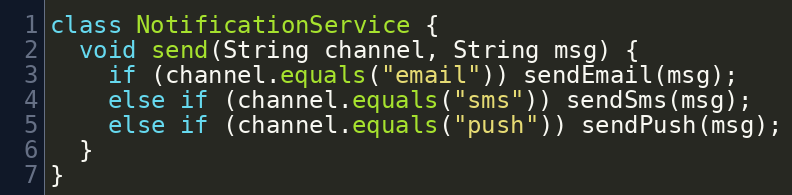 1 class NotificationService {
2   void send(String channel, String msg) {
3     if (channel.equals("email")) sendEmail(msg);
4     else if (channel.equals("sms")) sendSms(msg);
5     else if (channel.equals("push")) sendPush(msg);
6   }
7 }